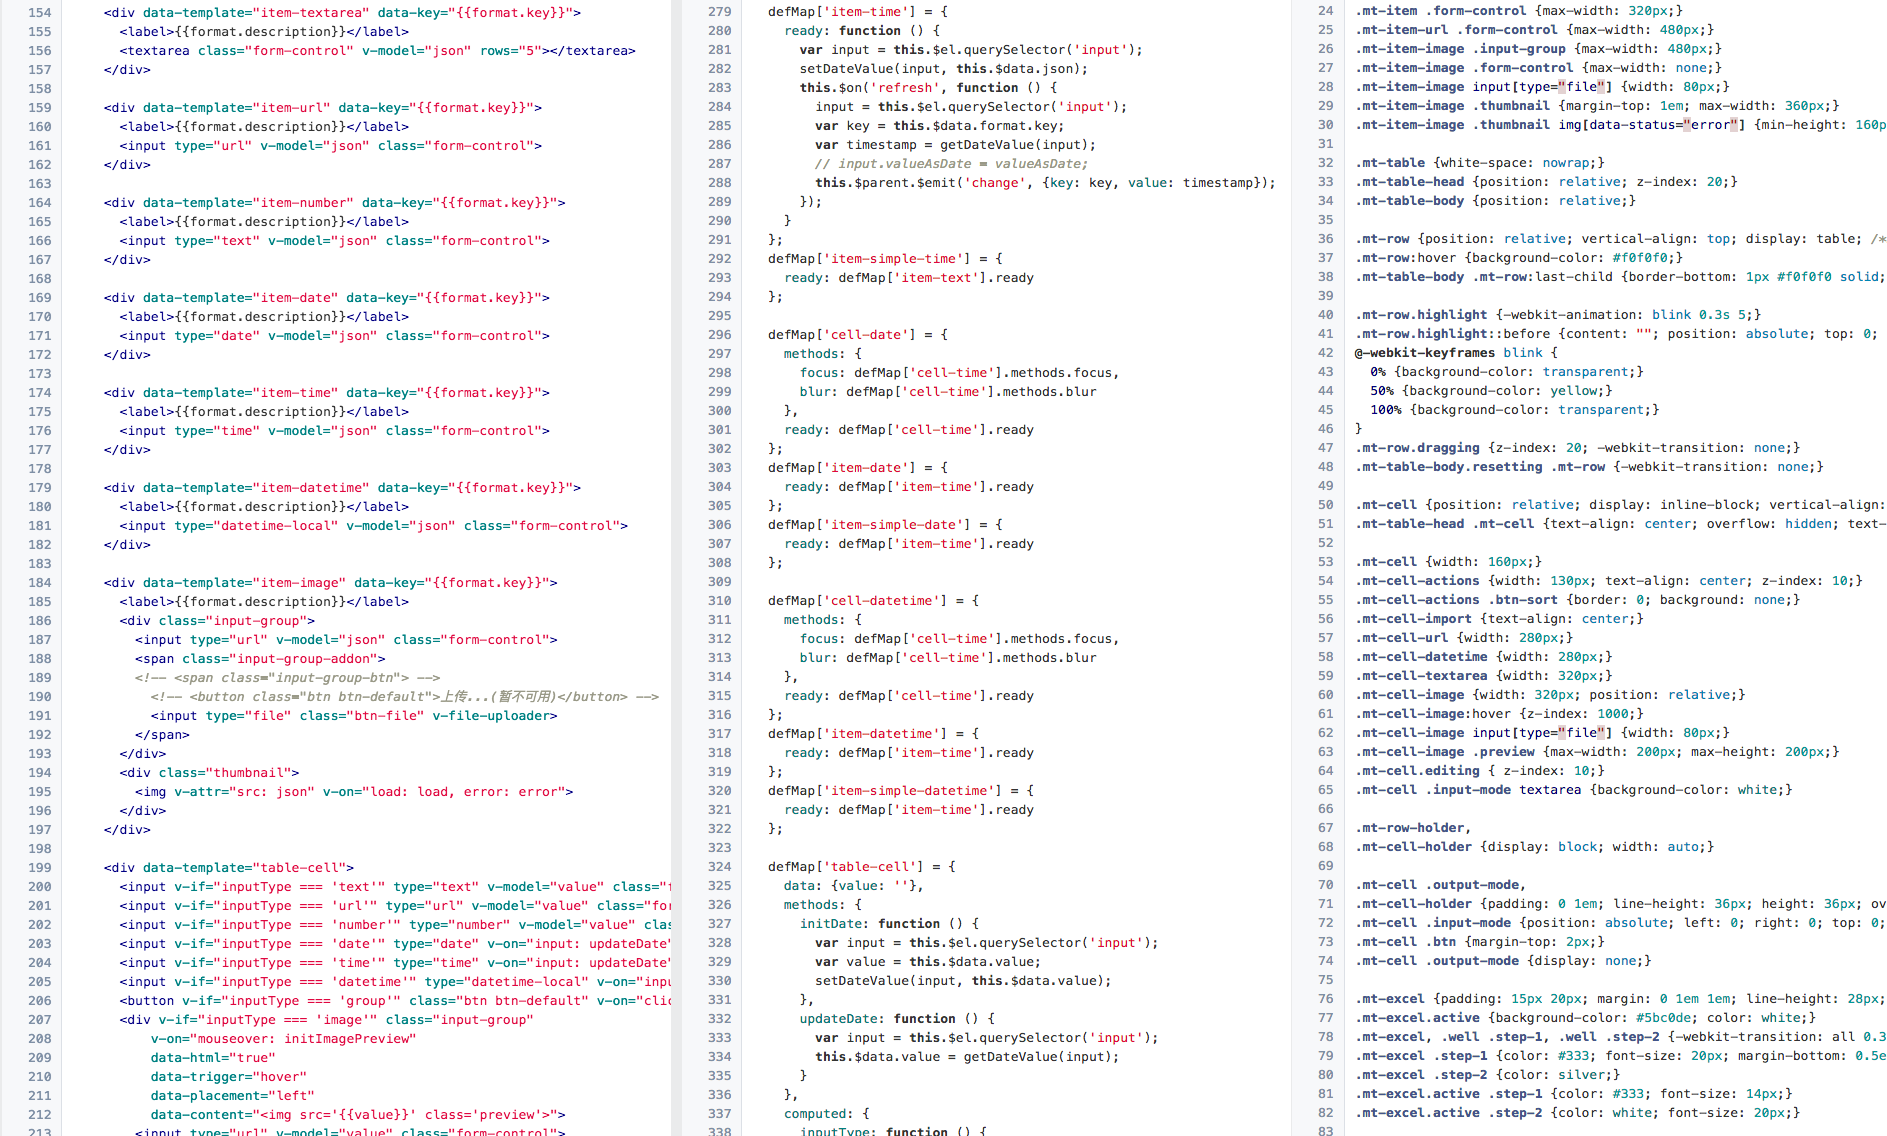 154 <div data-template="item-textarea" data-key="{{format.key}}">
155 <label>{{format.description}}</label>
156 <textarea class="form-control" v-model="json" rows="5"></textarea>
157 </div>
158
159 <div data-template="item-url" data-key="{{format.key}}">
160 <label>{{format.description}}</label>
161 <input type="url" v-model="json" class="form-control">
162 </div>
163
164 <div data-template="item-number" data-key="{{format.key}}">
165 <label>{{format.description}}</label>
166 <input type="text" v-model="json" class="form-control">
167 </div>
168
169 <div data-template="item-date" data-key="{{format.key}}">
170 <label>{{format.description}}</label>
171 <input type="date" v-model="json" class="form-control">
172 </div>
173
174 <div data-template="item-time" data-key="{{format.key}}">
175 <label>{{format.description}}</label>
176 <input type="time" v-model="json" class="form-control">
177 </div>
178
179 <div data-template="item-datetime" data-key="{{format.key}}">
180 <label>{{format.description}}</label>
181 <input type="datetime-local" v-model="json" class="form-control">
182 </div>
183
184 <div data-template="item-image" data-key="{{format.key}}">
185 <label>{{format.description}}</label>
186 <div class="input-group">
187 <input type="url" v-model="json" class="form-control">
188 <span class="input-group-addon">
189 <!-- <span class="input-group-btn"> -->
190 <!-- <button class="btn btn-default">上传...(暂不可用)</button> -->
191 <input type="file" class="btn-file" v-file-uploader>
192 </span>
193 </div>
194 <div class="thumbnail">
195 <img v-attr="src: json" v-on="load: load, error: error">
196 </div>
197 </div>
198
199 <div data-template="table-cell">
200 <input v-if="inputType === 'text'" type="text" v-model="value" class="f
201 <input v-if="inputType === 'url'" type="url" v-model="value" class="for
202 <input v-if="inputType === 'number'" type="number" v-model="value" clas
203 <input v-if="inputType === 'date'" type="date" v-on="input: updateDate"
204 <input v-if="inputType === 'time'" type="time" v-on="input: updateDate"
205 <input v-if="inputType === 'datetime'" type="datetime-local" v-on="inpu
206 <button v-if="inputType === 'group'" class="btn btn-default" v-on="clic
207 <div v-if="inputType === 'image'" class="input-group"
208 v-on="mouseover: initImagePreview"
209 data-html="true"
210 data-trigger="hover"
211 data-placement="left"
212 data-content="<img src='{{value}}' class='preview'>">
213 <input type="url" v-model="value" class="form-control">
279 defMap['item-time'] = {
280 ready: function () {
281 var input = this.$el.querySelector('input');
282 setDateValue(input, this.$data.json);
283 this.$on('refresh', function () {
284 input = this.$el.querySelector('input');
285 var key = this.$data.format.key;
286 var timestamp = getDateValue(input);
287 // input.valueAsDate = valueAsDate;
288 this.$parent.$emit('change', {key: key, value: timestamp});
289 });
290 }
291 };
292 defMap['item-simple-time'] = {
293 ready: defMap['item-text'].ready
294 };
295
296 defMap['cell-date'] = {
297 methods: {
298 focus: defMap['cell-time'].methods.focus,
299 blur: defMap['cell-time'].methods.blur
300 },
301 ready: defMap['cell-time'].ready
302 };
303 defMap['item-date'] = {
304 ready: defMap['item-time'].ready
305 };
306 defMap['item-simple-date'] = {
307 ready: defMap['item-time'].ready
308 };
309
310 defMap['cell-datetime'] = {
311 methods: {
312 focus: defMap['cell-time'].methods.focus,
313 blur: defMap['cell-time'].methods.blur
314 },
315 ready: defMap['cell-time'].ready
316 };
317 defMap['item-datetime'] = {
318 ready: defMap['item-time'].ready
319 };
320 defMap['item-simple-datetime'] = {
321 ready: defMap['item-time'].ready
322 };
323
324 defMap['table-cell'] = {
325 data: {value: ''},
326 methods: {
327 initDate: function () {
328 var input = this.$el.querySelector('input');
329 var value = this.$data.value;
330 setDateValue(input, this.$data.value);
331 },
332 updateDate: function () {
333 var input = this.$el.querySelector('input');
334 this.$data.value = getDateValue(input);
335 }
336 },
337 computed: {
338 inputType: function () {
24 .mt-item .form-control {max-width: 320px;}
25 .mt-item-url .form-control {max-width: 480px;}
26 .mt-item-image .input-group {max-width: 480px;}
27 .mt-item-image .form-control {max-width: none;}
28 .mt-item-image input[type="file"] {width: 80px;}
29 .mt-item-image .thumbnail {margin-top: 1em; max-width: 360px;}
30 .mt-item-image .thumbnail img[data-status="error"] {min-height: 160p
31
32 .mt-table {white-space: nowrap;}
33 .mt-table-head {position: relative; z-index: 20;}
34 .mt-table-body {position: relative;}
35
36 .mt-row {position: relative; vertical-align: top; display: table; /*
37 .mt-row:hover {background-color: #f0f0f0;}
38 .mt-table-body .mt-row:last-child {border-bottom: 1px #f0f0f0 solid;
39
40 .mt-row.highlight {-webkit-animation: blink 0.3s 5;}
41 .mt-row.highlight::before {content: ""; position: absolute; top: 0;
42 @-webkit-keyframes blink {
43 0% {background-color: transparent;}
44 50% {background-color: yellow;}
45 100% {background-color: transparent;}
46 }
47 .mt-row.dragging {z-index: 20; -webkit-transition: none;}
48 .mt-table-body.resetting .mt-row {-webkit-transition: none;}
49
50 .mt-cell {position: relative; display: inline-block; vertical-align:
51 .mt-table-head .mt-cell {text-align: center; overflow: hidden; text-
52
53 .mt-cell {width: 160px;}
54 .mt-cell-actions {width: 130px; text-align: center; z-index: 10;}
55 .mt-cell-actions .btn-sort {border: 0; background: none;}
56 .mt-cell-import {text-align: center;}
57 .mt-cell-url {width: 280px;}
58 .mt-cell-datetime {width: 280px;}
59 .mt-cell-textarea {width: 320px;}
60 .mt-cell-image {width: 320px; position: relative;}
61 .mt-cell-image:hover {z-index: 1000;}
62 .mt-cell-image input[type="file"] {width: 80px;}
63 .mt-cell-image .preview {max-width: 200px; max-height: 200px;}
64 .mt-cell.editing { z-index: 10;}
65 .mt-cell .input-mode textarea {background-color: white;}
66
67 .mt-row-holder,
68 .mt-cell-holder {display: block; width: auto;}
69
70 .mt-cell .output-mode,
71 .mt-cell-holder {padding: 0 1em; line-height: 36px; height: 36px; ov
72 .mt-cell .input-mode {position: absolute; left: 0; right: 0; top: 0;
73 .mt-cell .btn {margin-top: 2px;}
74 .mt-cell .output-mode {display: none;}
75
76 .mt-excel {padding: 15px 20px; margin: 0 1em 1em; line-height: 28px;
77 .mt-excel.active {background-color: #5bc0de; color: white;}
78 .mt-excel, .well .step-1, .well .step-2 {-webkit-transition: all 0.3
79 .mt-excel .step-1 {color: #333; font-size: 20px; margin-bottom: 0.5e
80 .mt-excel .step-2 {color: silver;}
81 .mt-excel.active .step-1 {color: #333; font-size: 14px;}
82 .mt-excel.active .step-2 {color: white; font-size: 20px;}
83